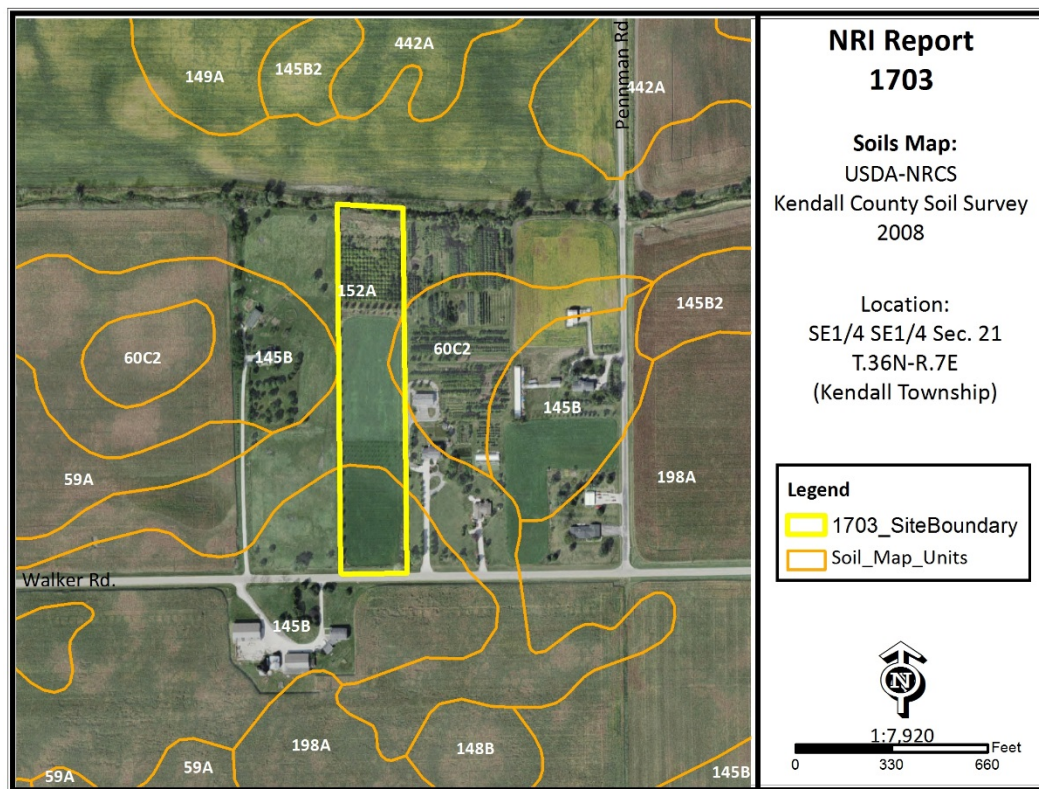 442A
149A
145B2
Pennman Rd
442A
152A
145B2
60C2
145B
60C2
145B
59A
198A
Walker Rd.
145B
198A
148B
59A
59A
145B
NRI Report
1703
Soils Map:
USDA-NRCS
Kendall County Soil Survey
2008
Location:
SE1/4 SE1/4 Sec. 21
T.36N-R.7E
(Kendall Township)
Legend
1703_SiteBoundary
Soil_Map_Units
N
1:7,920
Feet
0 330 660